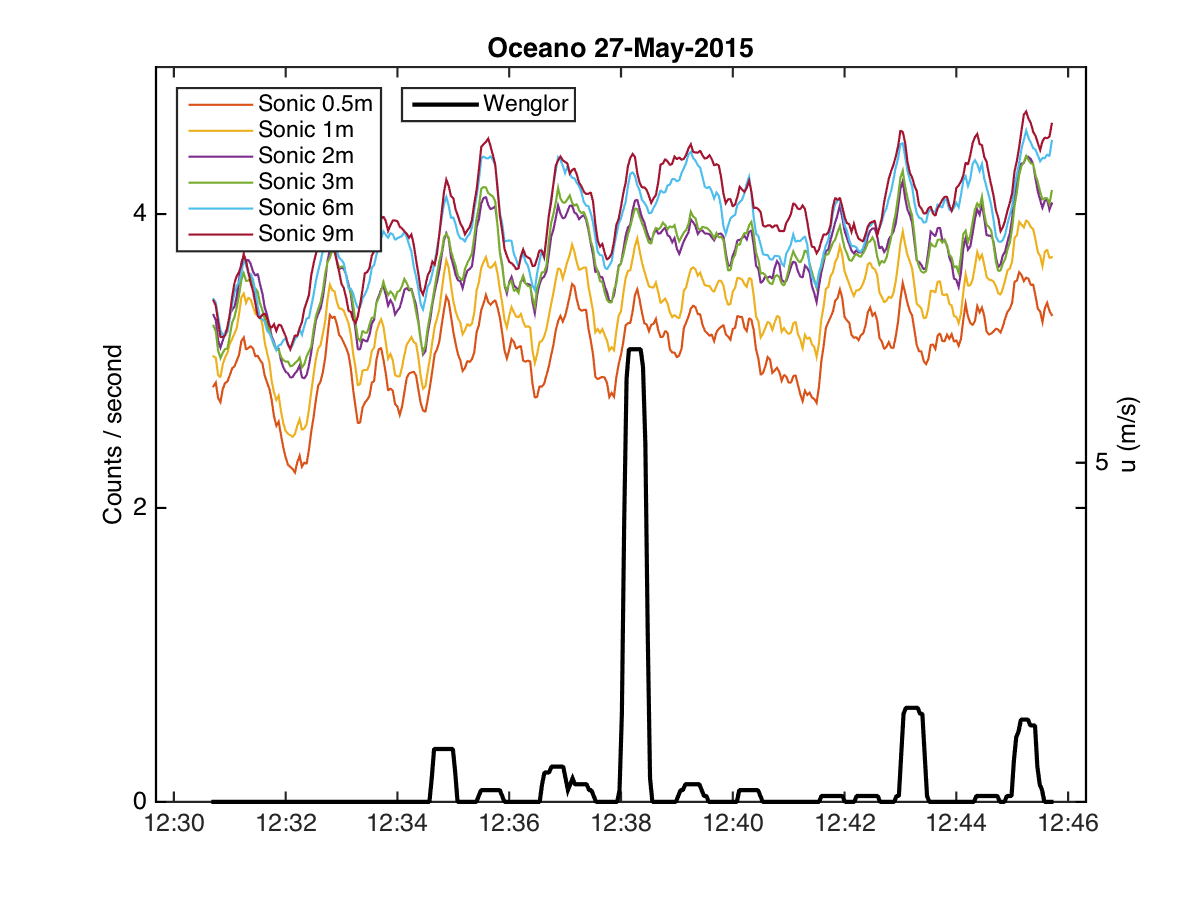 Oceano 27-May-2015
Sonic 0.5m
Sonic 1m
Sonic 2m
Sonic 3m
Sonic 6m
Sonic 9m
Wenglor
Counts / second
4
2
0
u (m/s)
5
12:30 12:32 12:34 12:36 12:38 12:40 12:42 12:44 12:46